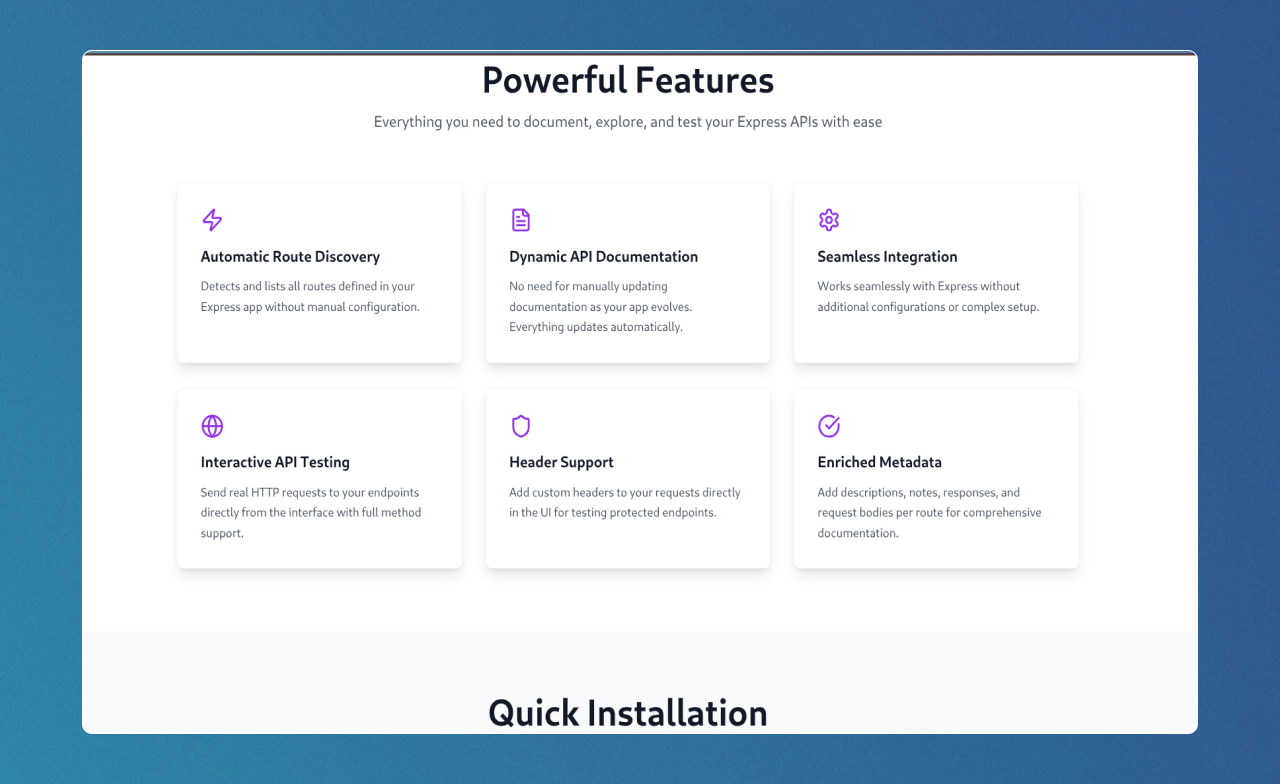 Powerful Features
Everything you need to document, explore, and test your Express APIs with ease
Automatic Route Discovery
Detects and lists all routes defined in your
Express app without manual configuration.
Dynamic API Documentation
No need for manually updating
documentation as your app evolves.
Everything updates automatically.
Seamless Integration
Works seamlessly with Express without
additional configurations or complex setup.
Interactive API Testing
Send real HTTP requests to your endpoints
directly from the interface with full method
support.
Header Support
Add custom headers to your requests directly
in the UI for testing protected endpoints.
Enriched Metadata
Add descriptions, notes, responses, and
request bodies per route for comprehensive
documentation.
Quick Installation